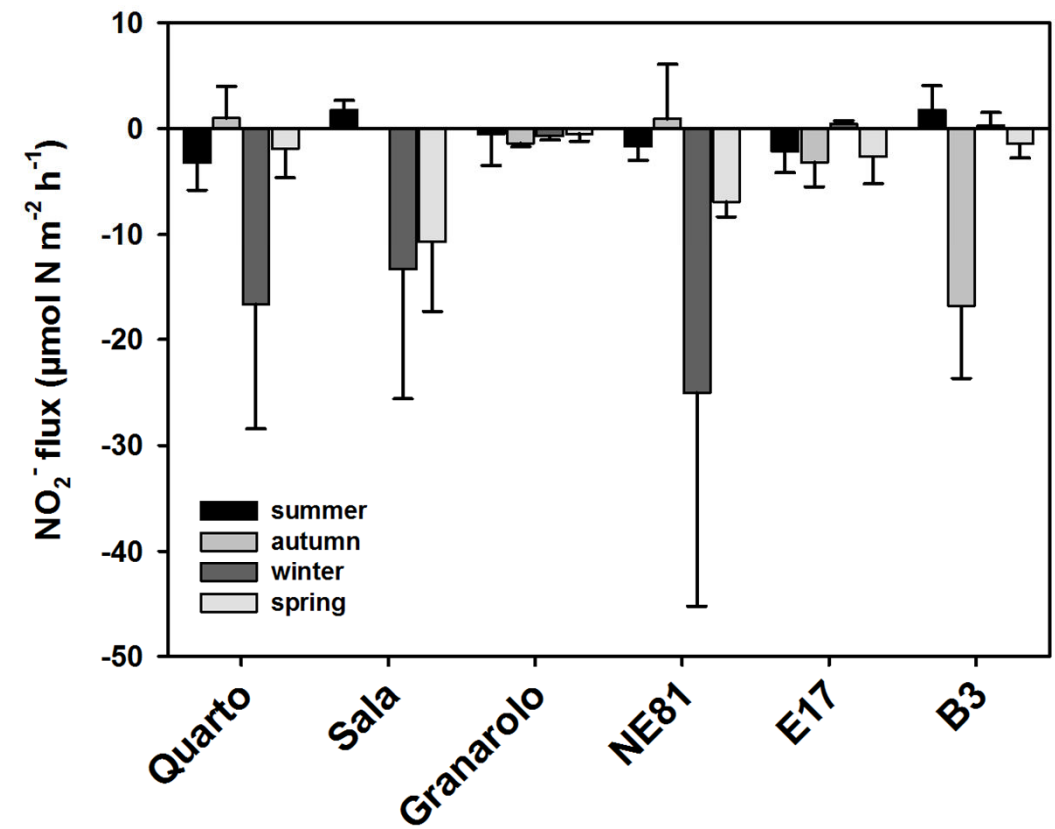 NO₂⁻ flux (µmol N m⁻² h⁻¹)
10
0
-10
-20
-30
-40
-50
summer
autumn
winter
spring
Quarto
Sala
Granarolo
NE81
E17
B3